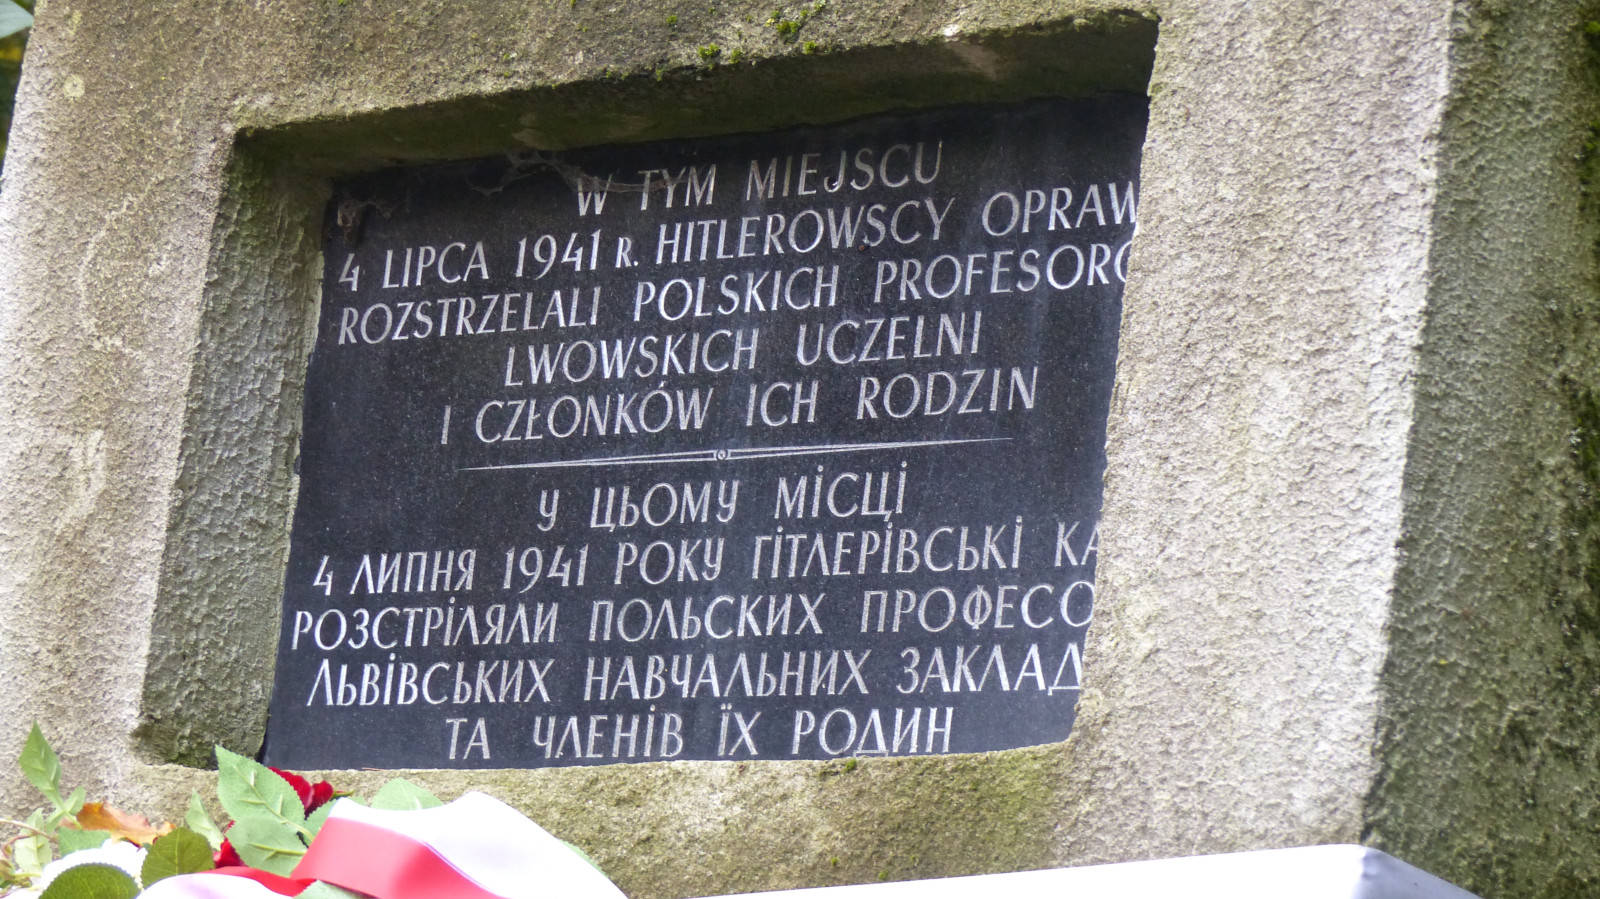 W TYM MIEJSCU
4 LIPCA 1941 R. HITLEROWSCY OPRAW
ROZSTRZELALI POLSKICH PROFESORÓ
LWOWSKICH UCZELNI
I CZŁONKÓW ICH RODZIN
У ЦЬОМУ МІСЦІ
4 ЛИПНЯ 1941 РОКУ ГІТЛЕРІВСЬКІ КА
РОЗСТРІЛЯЛИ ПОЛЬСКИХ ПРОФЕСО
ЛЬВІВСЬКИХ НАВЧАЛЬНИХ ЗАКЛАД
ТА ЧЛЕНІВ ЇХ РОДИН